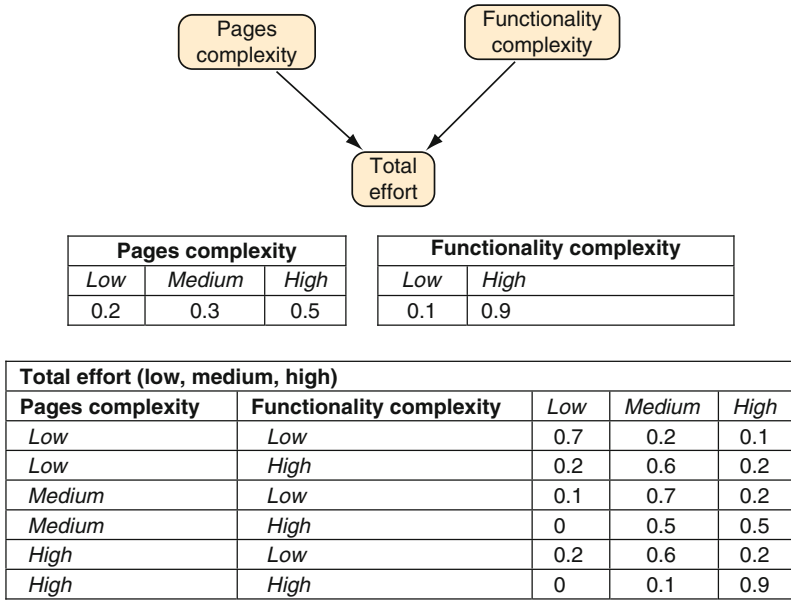 Pages
complexity
Functionality
complexity
Total
effort
Pages complexity
Low Medium High
0.2 0.3 0.5
Functionality complexity
Low High
0.1 0.9
Total effort (low, medium, high)
Pages complexity Functionality complexity Low Medium High
Low Low 0.7 0.2 0.1
Low High 0.2 0.6 0.2
Medium Low 0.1 0.7 0.2
Medium High 0 0.5 0.5
High Low 0.2 0.6 0.2
High High 0 0.1 0.9